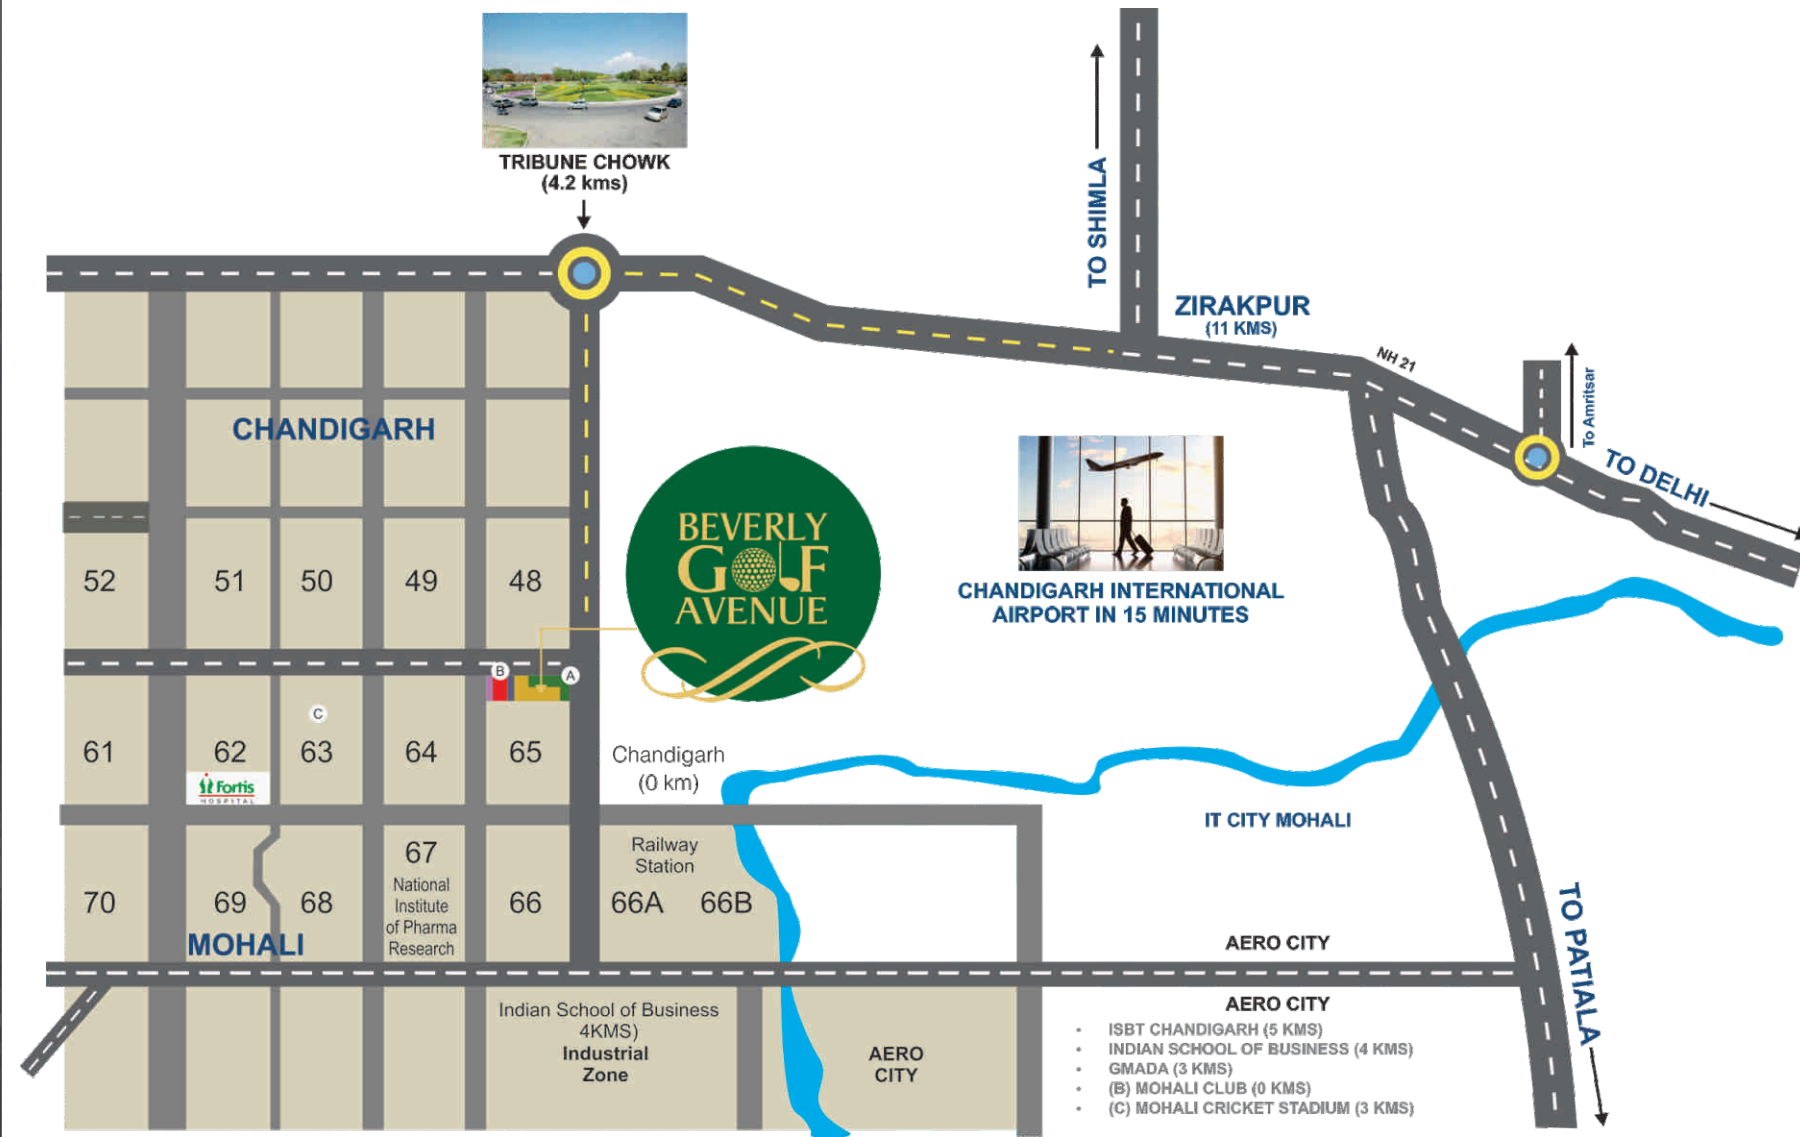 TRIBUNE CHOWK
(4.2 kms)
TO SHIMLA
ZIRAKPUR
(11 KMS)
NH 21
To Amritsar
TO DELHI
CHANDIGARH
BEVERLY
GOLF
AVENUE
CHANDIGARH INTERNATIONAL
AIRPORT IN 15 MINUTES
52
51
50
49
48
B
A
C
61
62
63
64
65
Fortis
HOSPITAL
Chandigarh
(0 km)
IT CITY MOHALI
Railway
Station
70
69
68
67
National
Institute
of Pharma
Research
66
66A
66B
MOHALI
AERO CITY
TO PATIALA
Indian School of Business
4KMS)
Industrial
Zone
AERO
CITY
AERO CITY
• ISBT CHANDIGARH (5 KMS)
• INDIAN SCHOOL OF BUSINESS (4 KMS)
• GMADA (3 KMS)
• (B) MOHALI CLUB (0 KMS)
• (C) MOHALI CRICKET STADIUM (3 KMS)